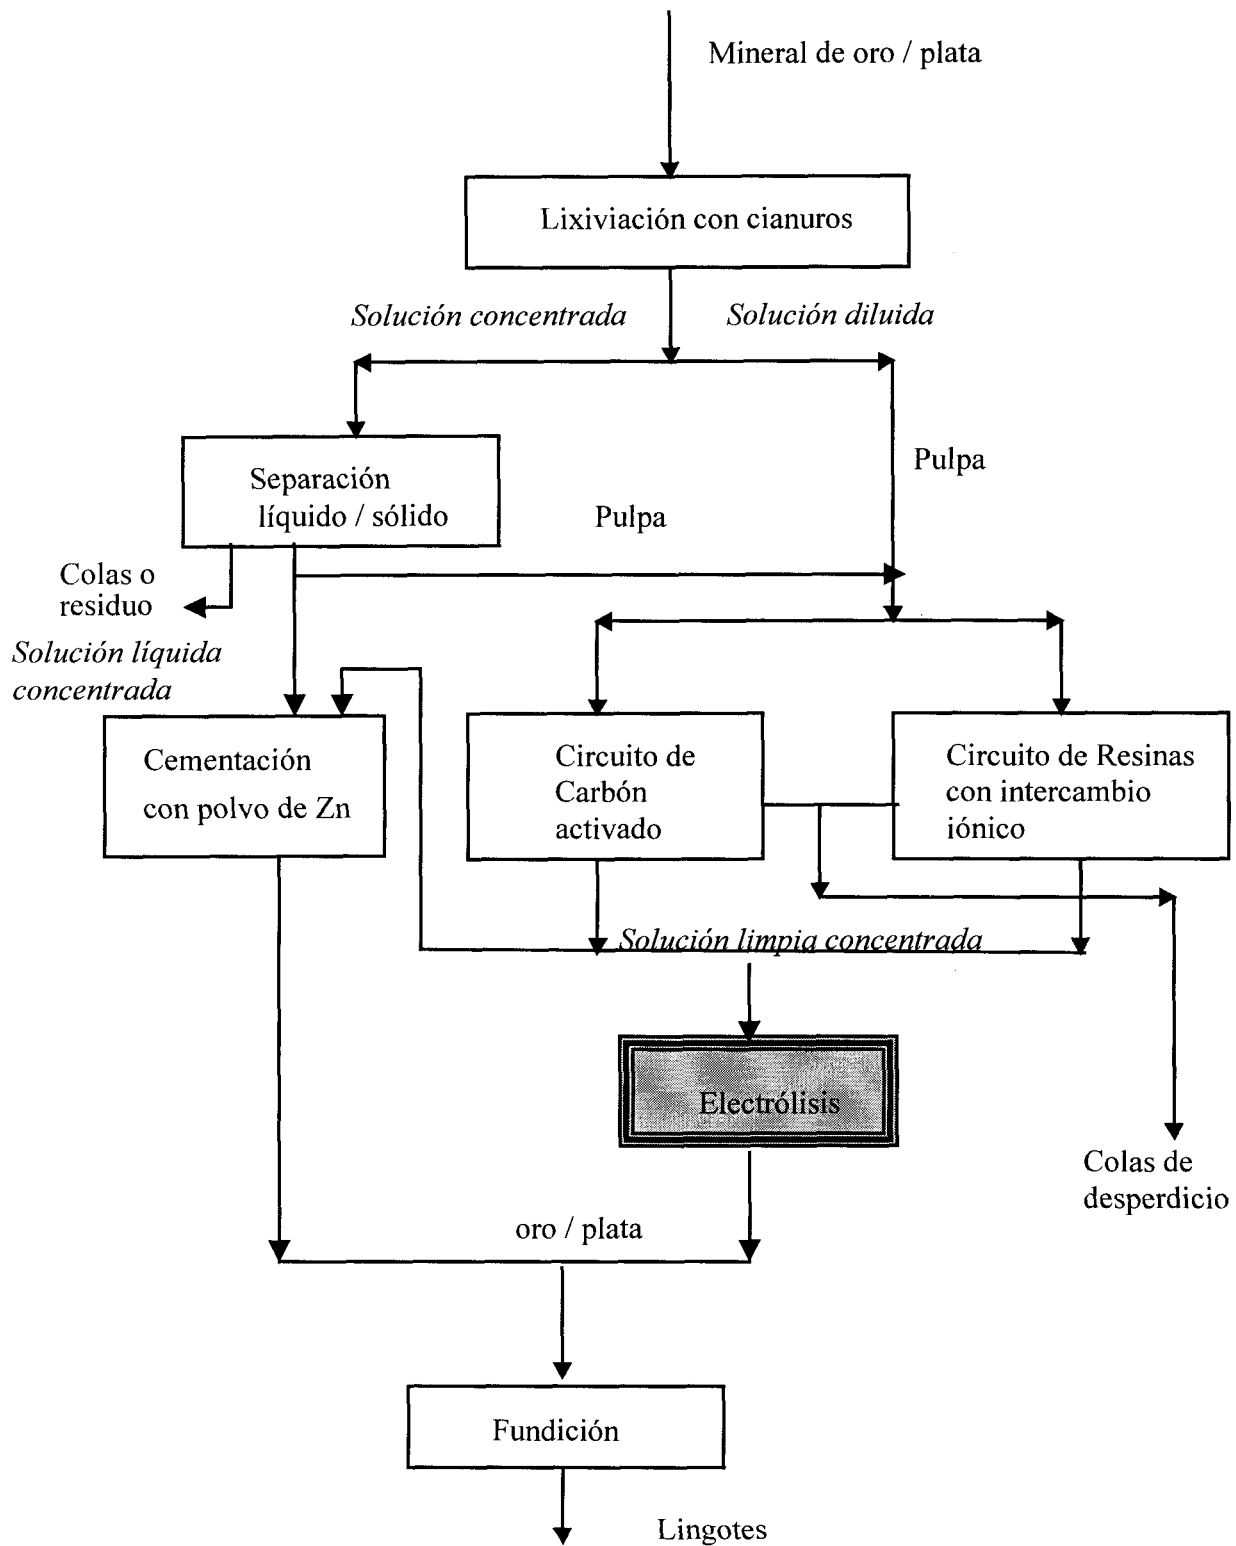 Mineral de oro / plata
Lixiviación con cianuros
Solución concentrada
Solución diluida
Pulpa
Separación
líquido / sólido
Pulpa
Colas o
residuo
Solución líquida
concentrada
Cementación
con polvo de Zn
Circuito de
Carbón
activado
Circuito de Resinas
con intercambio
iónico
Solución limpia concentrada
Electrólisis
Colas de
desperdicio
oro / plata
Fundición
Lingotes